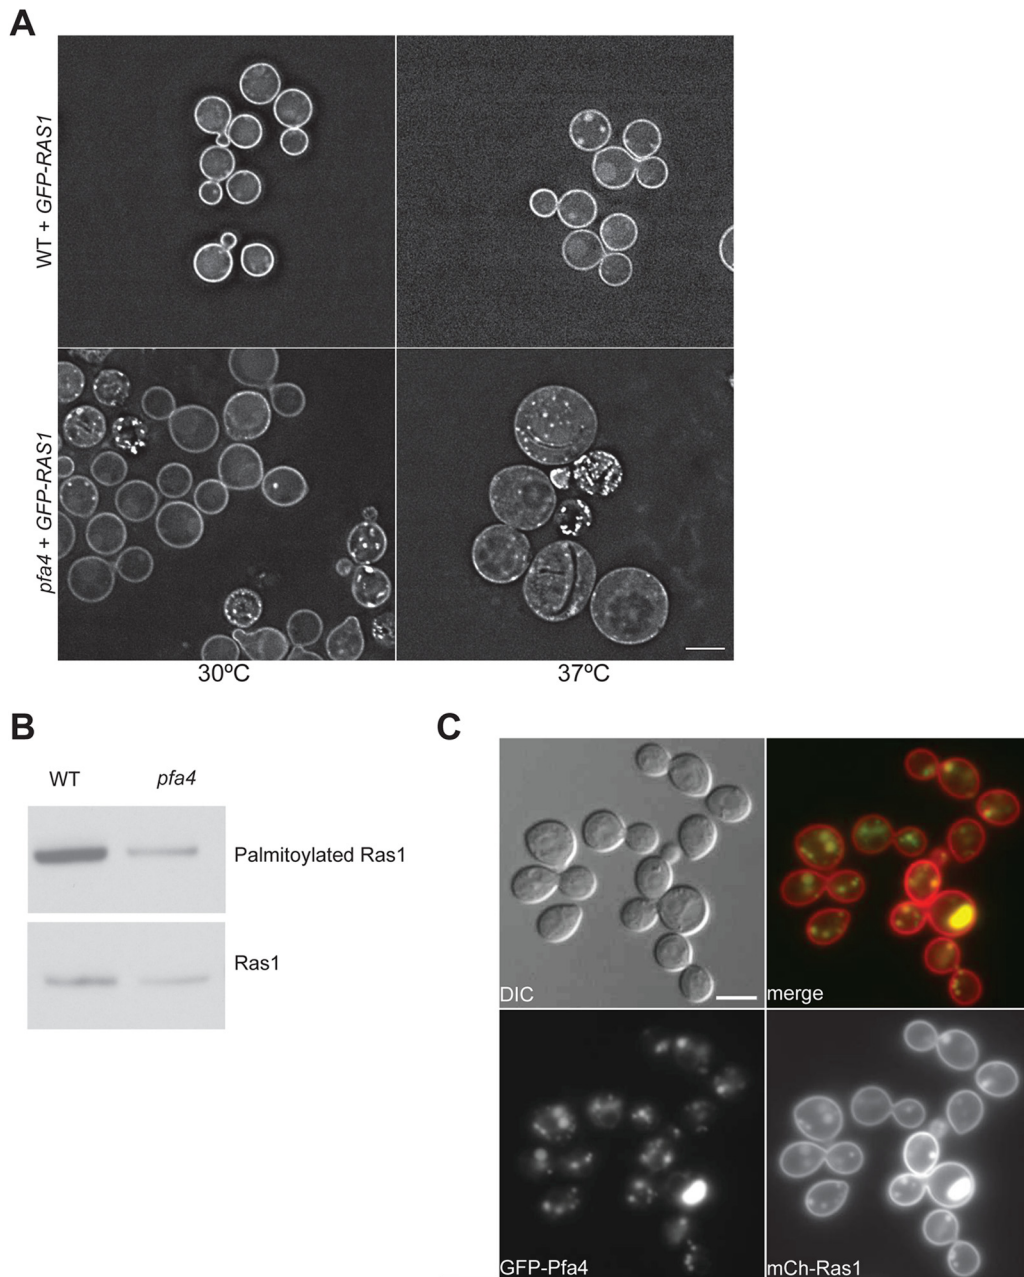 A
WT + GFP-RAS1
pfa4 + GFP-RAS1
30ºC
37ºC
B
WT
pfa4
Palmitoylated Ras1
Ras1
C
DIC
merge
GFP-Pfa4
mCh-Ras1